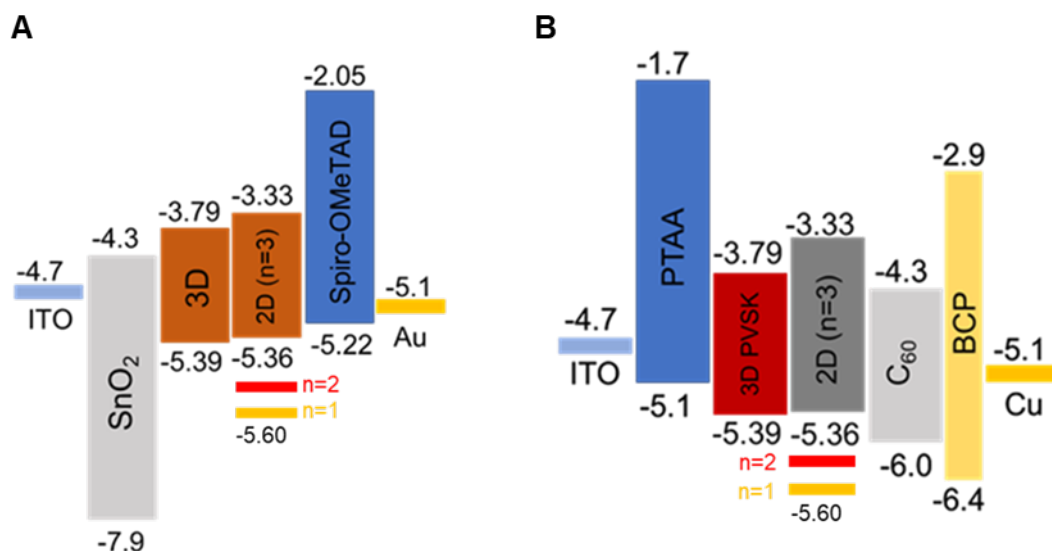 A
-2.05
-3.33
-3.79
-4.3
-4.7
ITO
SnO2
3D
2D (n=3)
Spiro-OMeTAD
-5.1
Au
-5.22
-5.39
-5.36
n=2
n=1
-5.60
-7.9
B
-1.7
-2.9
-3.33
-3.79
-4.3
-4.7
ITO
PTAA
3D PVSK
2D (n=3)
C60
BCP
-5.1
Cu
-5.1
-5.39
-5.36
n=2
-6.0
n=1
-6.4
-5.60